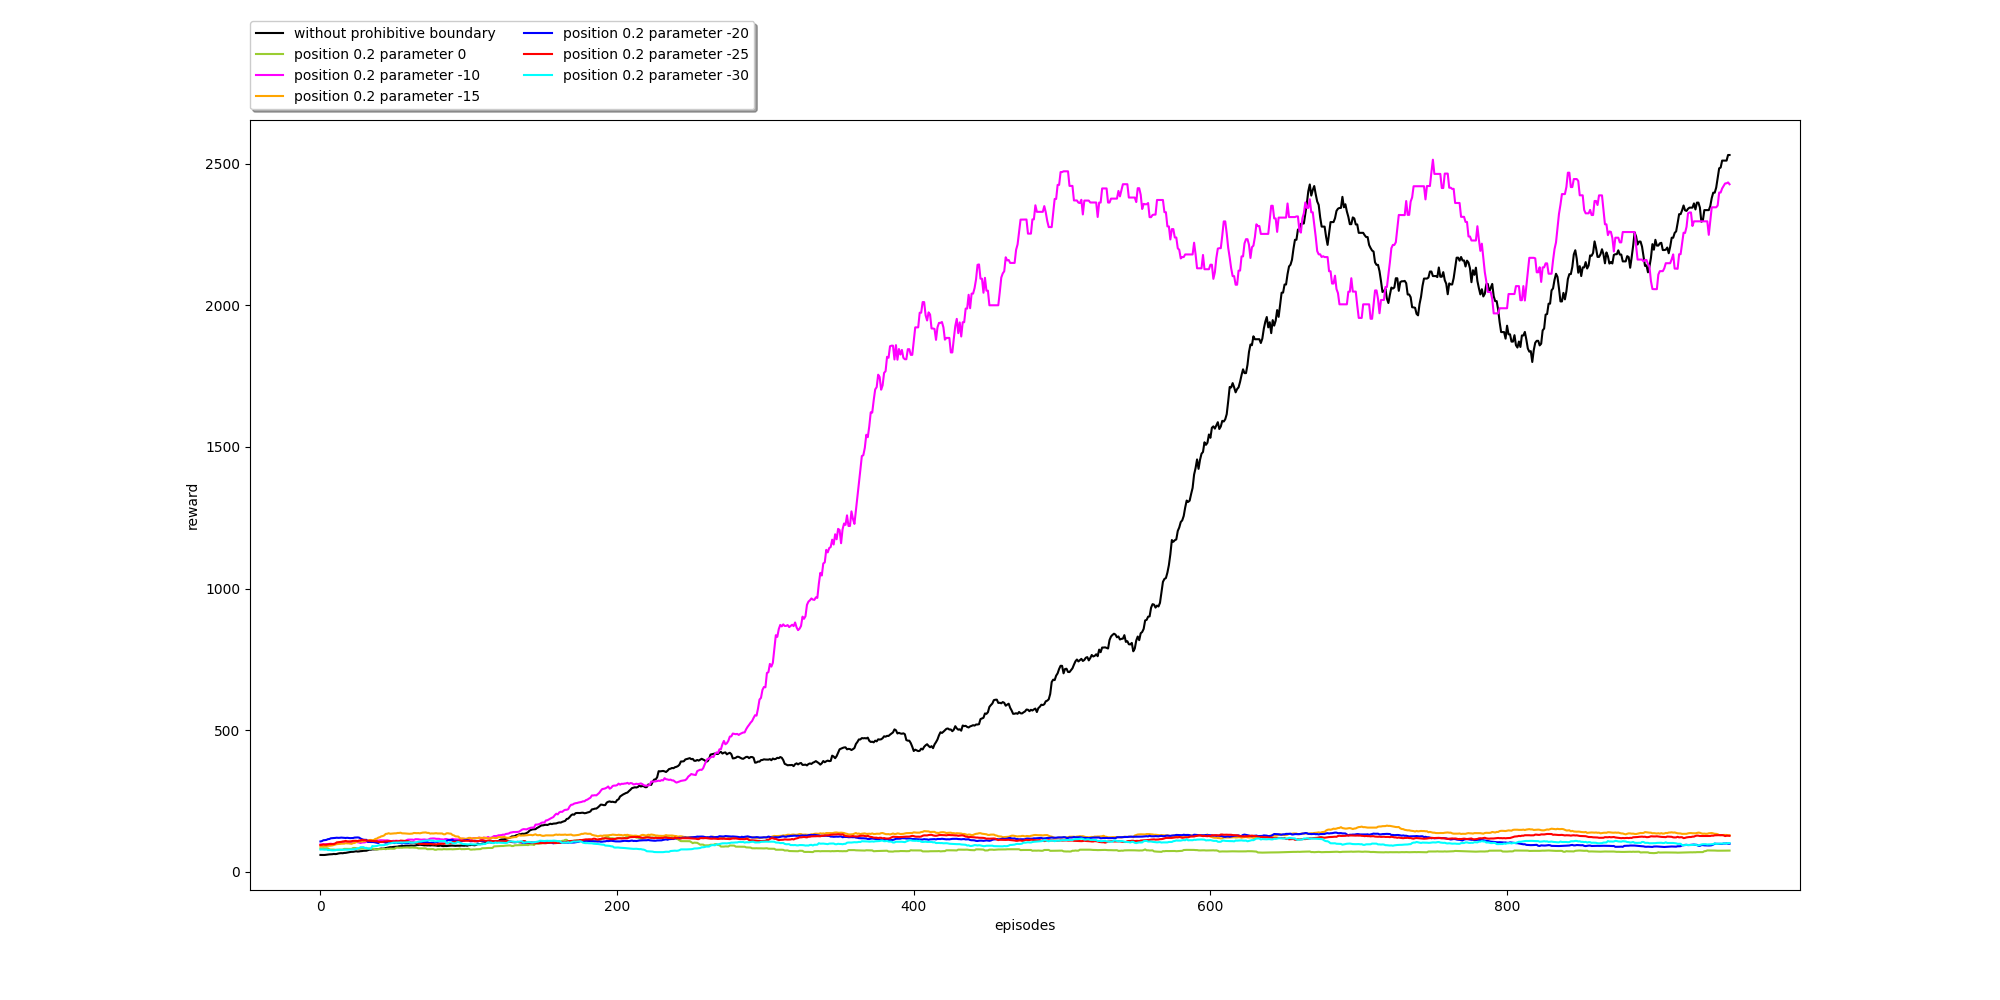 without prohibitive boundary
position 0.2 parameter 0
position 0.2 parameter -10
position 0.2 parameter -15
position 0.2 parameter -20
position 0.2 parameter -25
position 0.2 parameter -30
2500
2000
1500
1000
500
0
reward
0 200 400 600 800
episodes